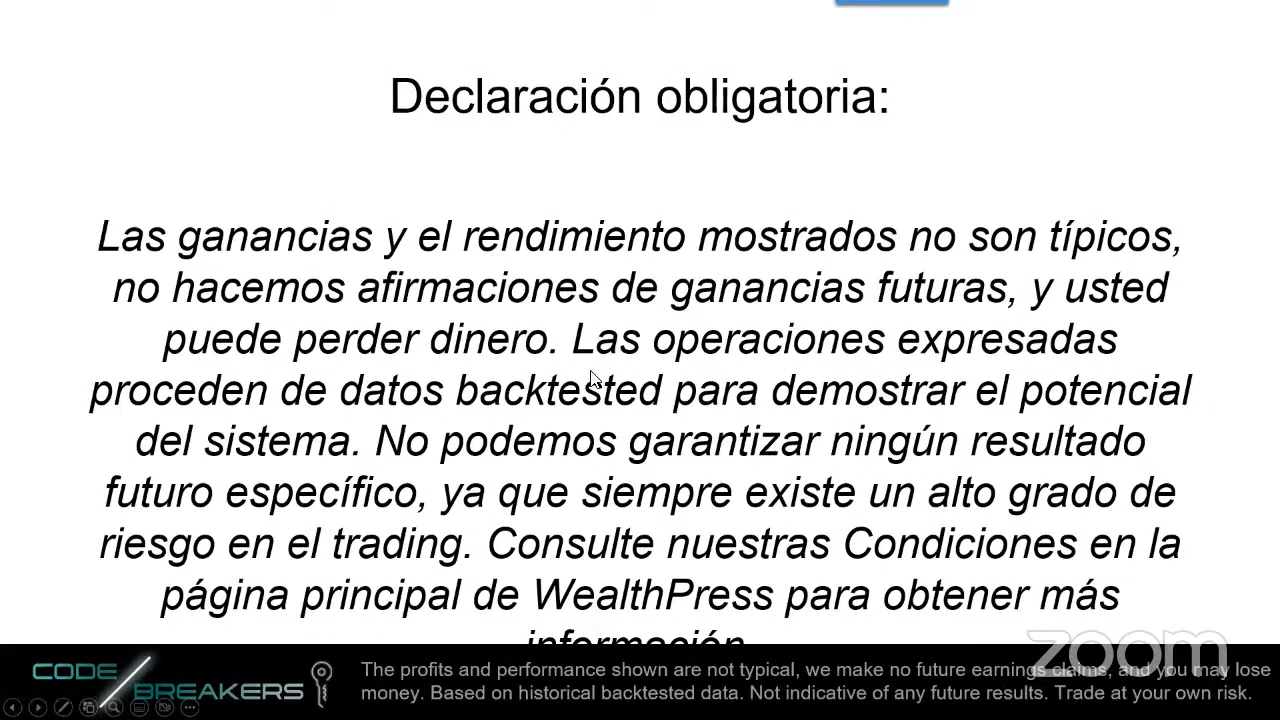 Declaración obligatoria:
Las ganancias y el rendimiento mostrados no son típicos,
no hacemos afirmaciones de ganancias futuras, y usted
puede perder dinero. Las operaciones expresadas
proceden de datos backtested para demostrar el potencial
del sistema. No podemos garantizar ningún resultado
futuro específico, ya que siempre existe un alto grado de
riesgo en el trading. Consulte nuestras Condiciones en la
página principal de WealthPress para obtener más
información
zoom
CODE
BREAKERS
The profits and performance shown are not typical, we make no future earnings claims, and you may lose
money. Based on historical backtested data. Not indicative of any future results. Trade at your own risk.